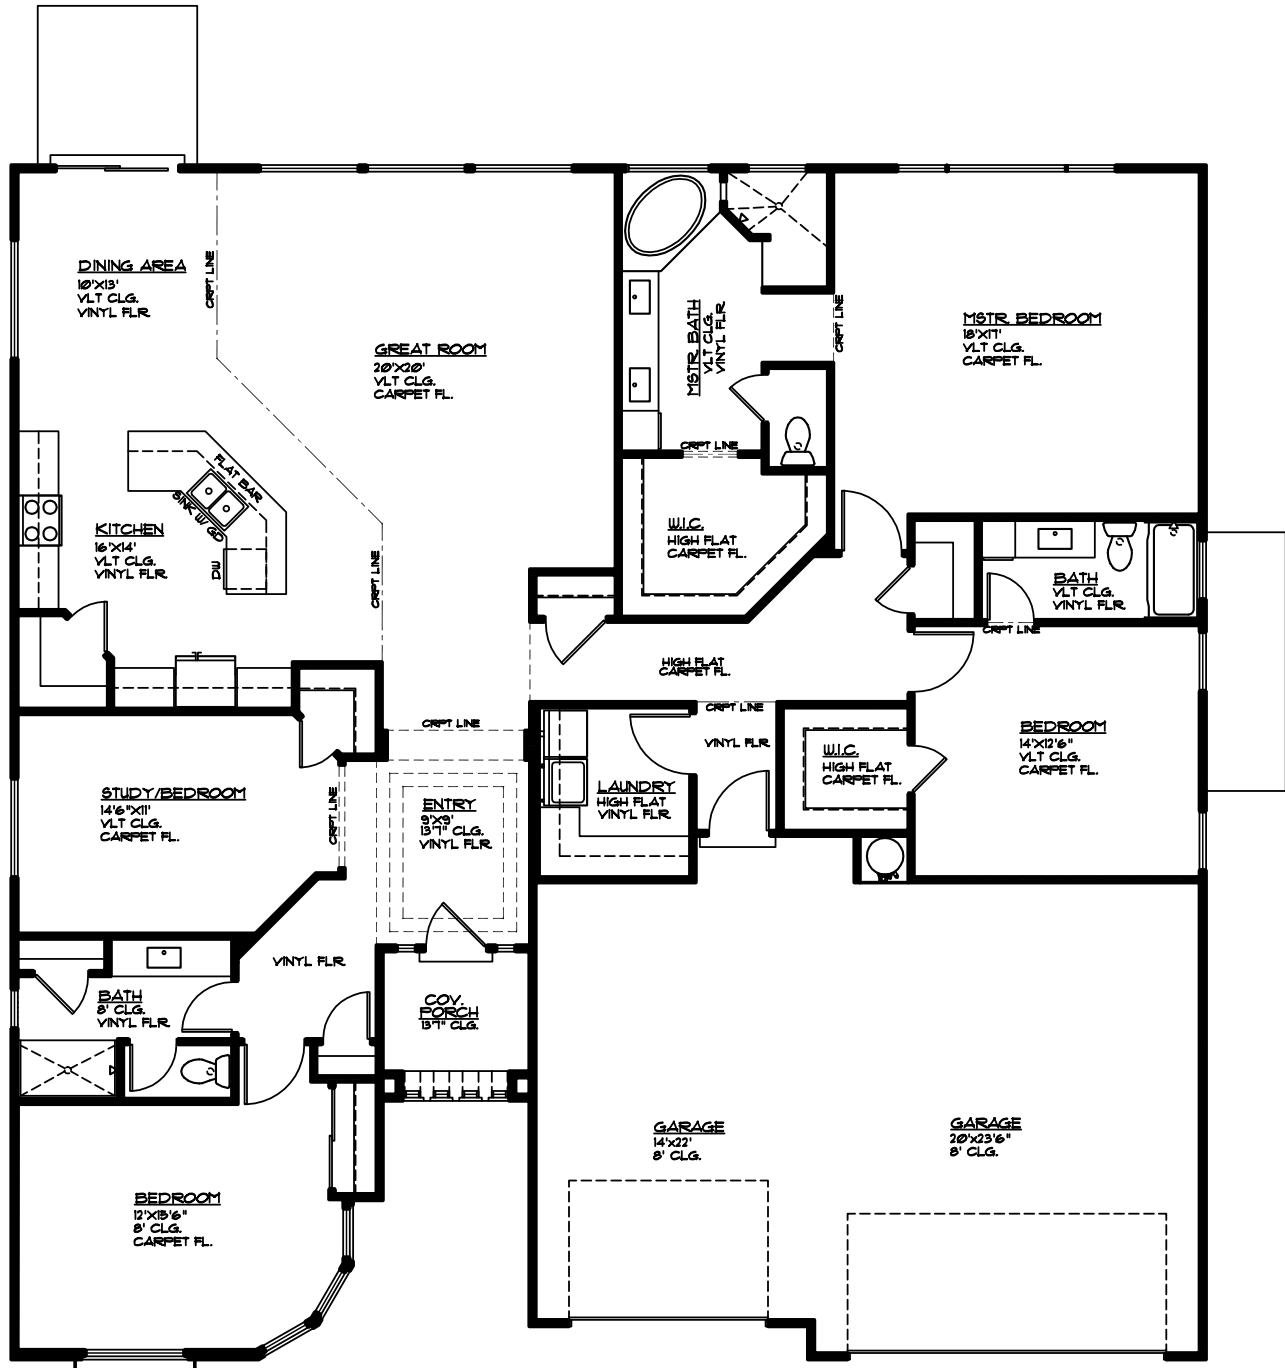 DINING AREA
10'X13'
VLT CLG.
VINYL FLR
CRPT LINE
GREAT ROOM
20'X20'
VLT CLG.
CARPET FL.
MSTR BATH
VLT CLG.
VINYL FLR
CRPT LINE
MSTR. BEDROOM
18'X17'
VLT CLG.
CARPET FL.
CRPT LINE
FLAT BAR
SINK W/ GD
DW
KITCHEN
16'X14'
VLT CLG.
VINYL FLR
CRPT LINE
W.I.C.
HIGH FLAT
CARPET FL.
BATH
VLT CLG.
VINYL FLR
CRPT LINE
HIGH FLAT
CARPET FL.
CRPT LINE
CRPT LINE
VINYL FLR
W.I.C.
HIGH FLAT
CARPET FL.
BEDROOM
14'X12'6"
VLT CLG.
CARPET FL.
STUDY/BEDROOM
14'6"X11'
VLT CLG.
CARPET FL.
CRPT LINE
ENTRY
9'X9'
13'7" CLG.
VINYL FLR
LAUNDRY
HIGH FLAT
VINYL FLR
VINYL FLR
BATH
8' CLG.
VINYL FLR
COV.
PORCH
13'7" CLG.
GARAGE
14'x22'
8' CLG.
GARAGE
20'x23'6"
8' CLG.
BEDROOM
12'X13'6"
8' CLG.
CARPET FL.